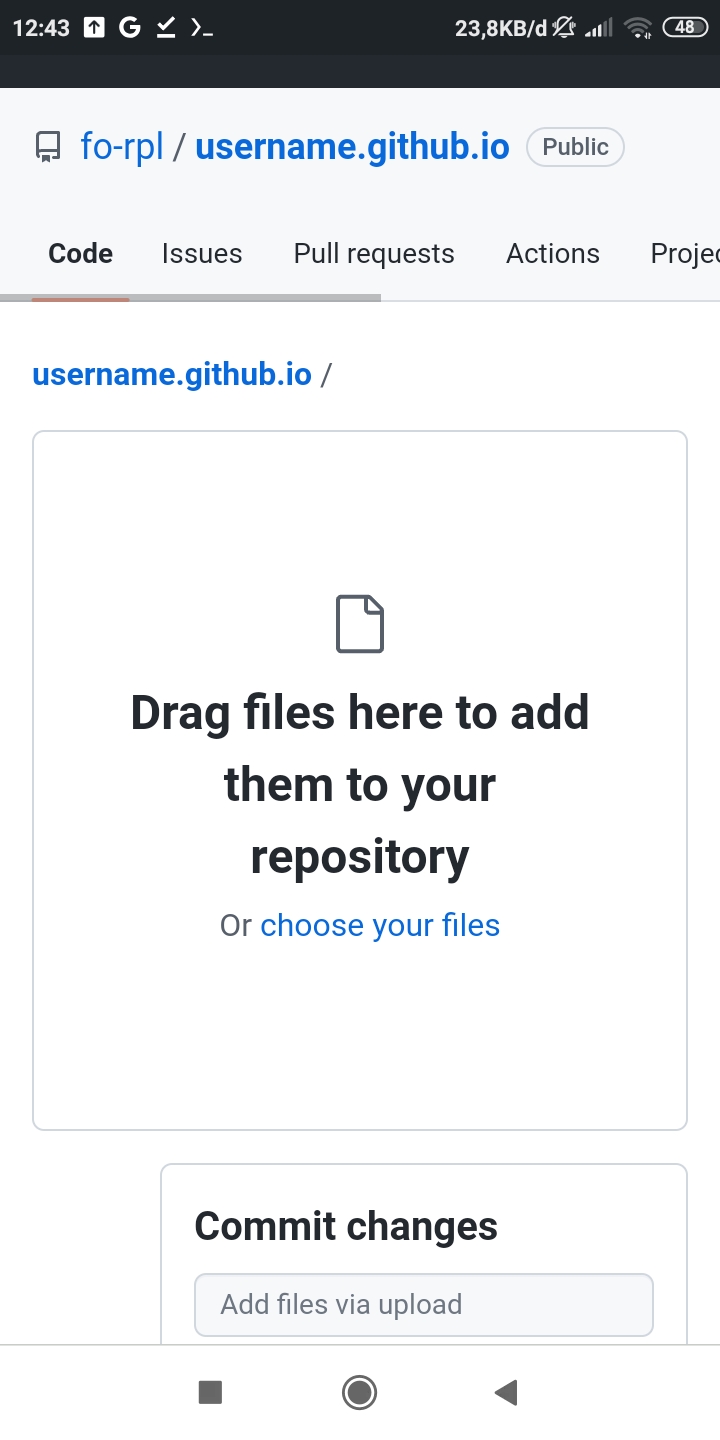 12:43 23,8KB/d 48
fo-rpl / username.github.io Public
Code Issues Pull requests Actions Projec
username.github.io /
Drag files here to add
them to your
repository
Or choose your files
Commit changes
Add files via upload